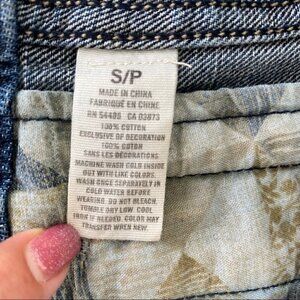 S/P
MADE IN CHINA
FABRIQUÉ EN CHINE
RN 54485 CA 03873
100% COTTON
EXCLUSIVE OF DECORATION
100% COTTON
SANS LES DÉCORATIONS
MACHINE WASH COLD INSIDE
OUT WITH LIKE COLORS.
WASH ONCE SEPARATELY IN
COLD WATER BEFORE
WEARING. DO NOT BLEACH.
TUMBLE DRY LOW. COOL
IRON IF NEEDED. COLOR MAY
TRANSFER WHEN NEW.